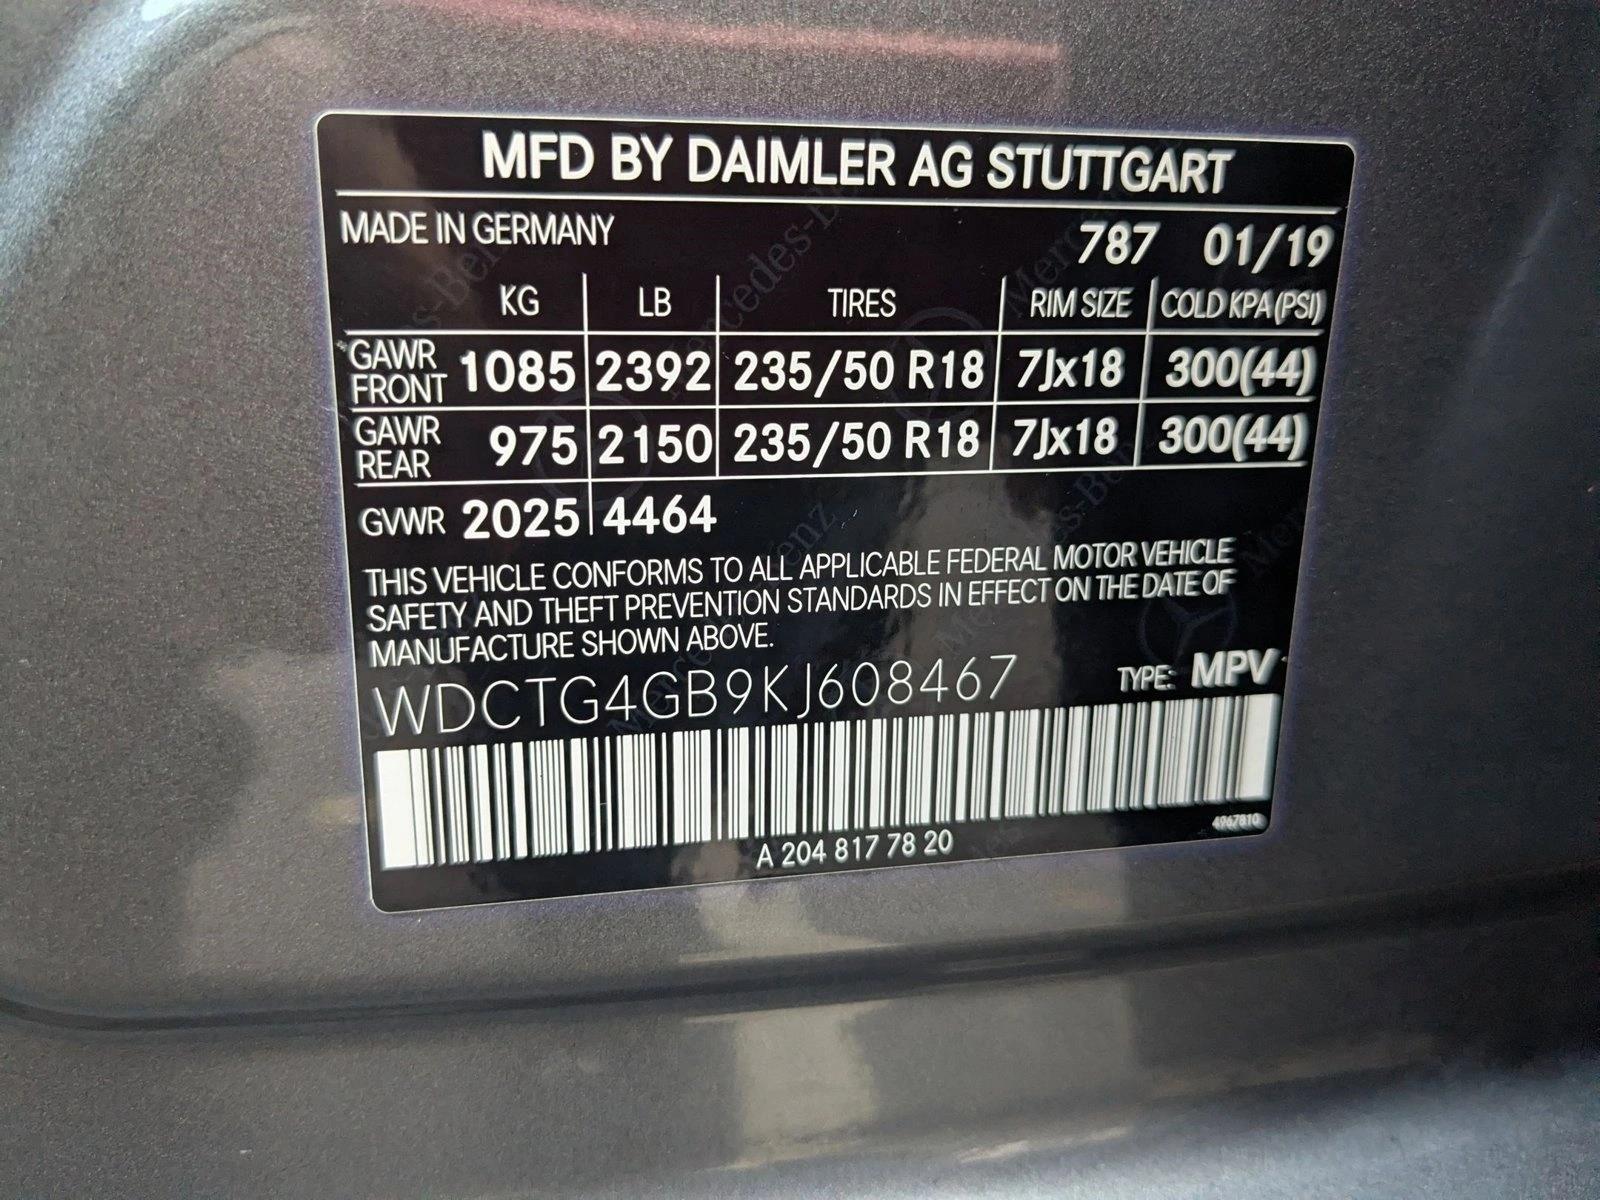 MFD BY DAIMLER AG STUTTGART
MADE IN GERMANY 787 01/19
KG LB TIRES RIM SIZE COLD KPA(PSI)
GAWR FRONT 1085 2392 235/50 R18 7Jx18 300(44)
GAWR REAR 975 2150 235/50 R18 7Jx18 300(44)
GVWR 2025 4464
THIS VEHICLE CONFORMS TO ALL APPLICABLE FEDERAL MOTOR VEHICLE
SAFETY AND THEFT PREVENTION STANDARDS IN EFFECT ON THE DATE OF
MANUFACTURE SHOWN ABOVE.
WDCTG4GB9KJ608467 TYPE: MPV
4967810
A 204 817 78 20